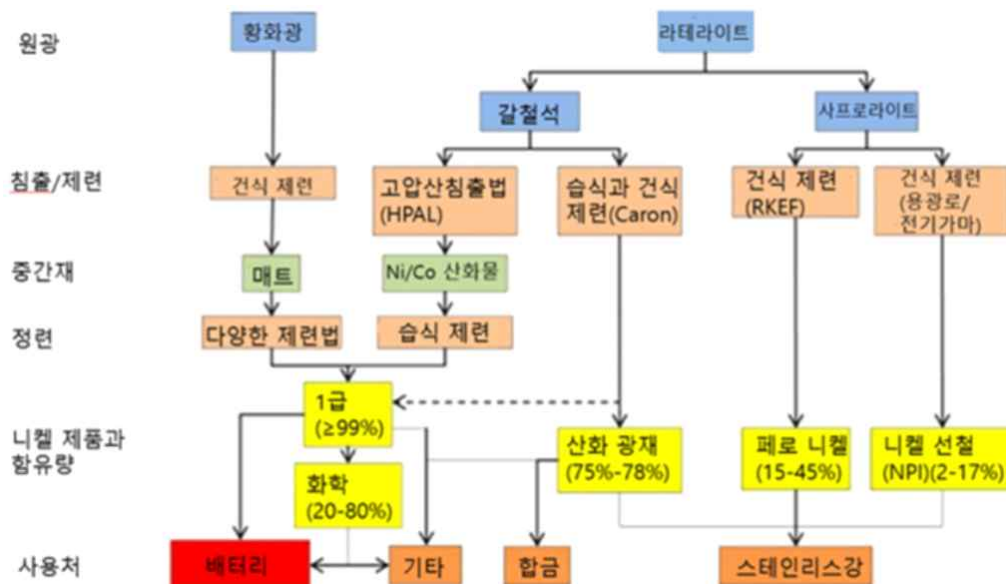 원광
황화광
라테라이트
갈철석
사프로라이트
침출/제련
건식 제련
고압산침출법
(HPAL)
습식과 건식
제련(Caron)
건식 제련
(RKEF)
건식 제련
(용광로/
전기가마)
중간재
매트
Ni/Co 산화물
정련
다양한 제련법
습식 제련
니켈 제품과
함유량
1급
(≥99%)
화학
(20-80%)
산화 광재
(75%-78%)
페로 니켈
(15-45%)
니켈 선철
(NPI)(2-17%)
사용처
배터리
기타
합금
스테인리스강